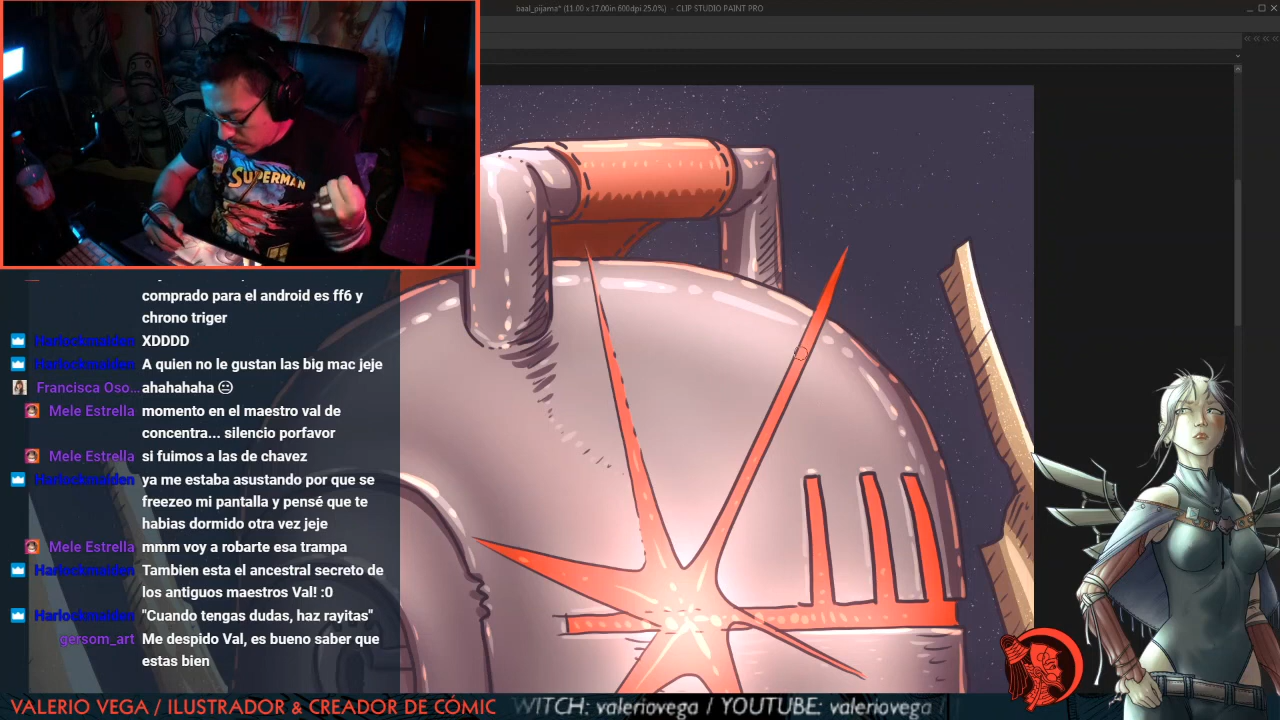 baal_pijama* (11.00 x 17.00in 600dpi 25.0%) - CLIP STUDIO PAINT PRO
SUPERMAN
comprado para el android es ff6 y
chrono triger
Harlockmaiden XDDDD
Harlockmaiden A quien no le gustan las big mac jeje
Francisca Oso... ahahahaha 😐
Mele Estrella momento en el maestro val de
concentra... silencio porfavor
Mele Estrella si fuimos a las de chavez
Harlockmaiden ya me estaba asustando por que se
freezeo mi pantalla y pensé que te
habias dormido otra vez jeje
Mele Estrella mmm voy a robarte esa trampa
Harlockmaiden Tambien esta el ancestral secreto de
los antiguos maestros Val! :0
Harlockmaiden "Cuando tengas dudas, haz rayitas"
gersom_art Me despido Val, es bueno saber que
estas bien
VALERIO VEGA / ILUSTRADOR & CREADOR DE CÓMIC WITCH: valeriovega / YOUTUBE: valeriovega /